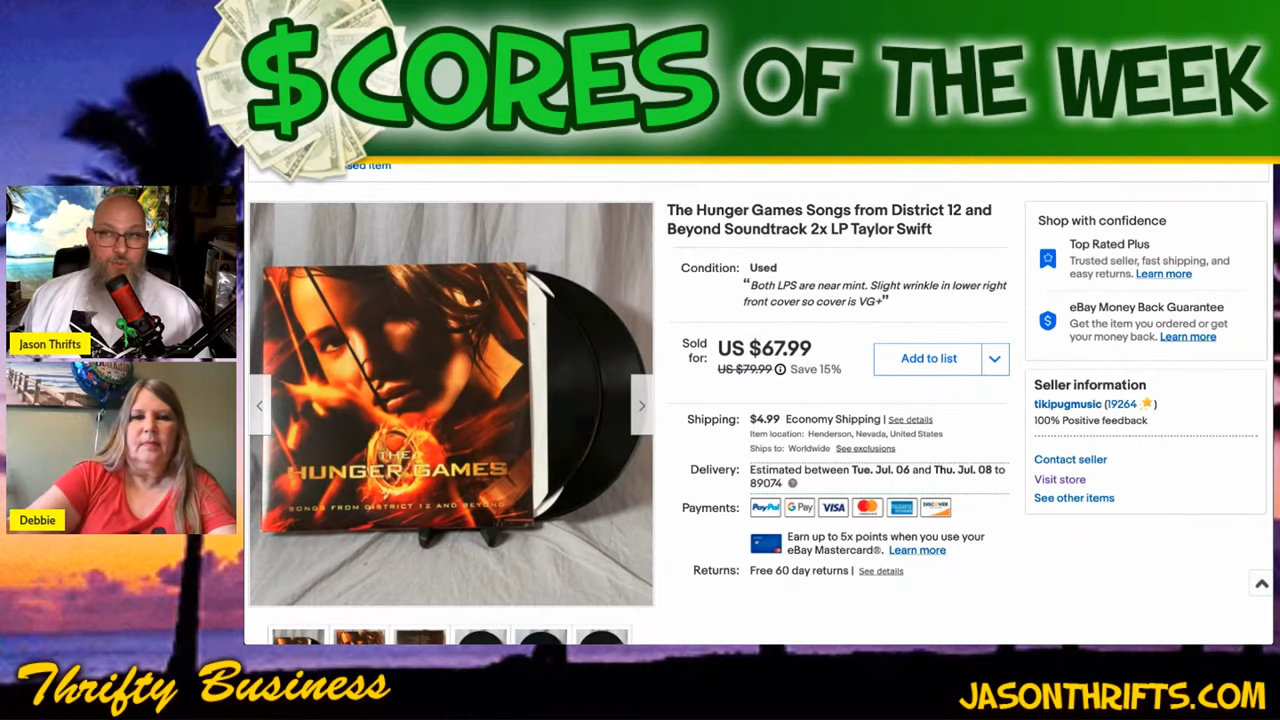 $CORES OF THE WEEK
sed item
Jason Thrifts
Debbie
THE
HUNGER GAMES
SONGS FROM DISTRICT 12 AND BEYOND
The Hunger Games Songs from District 12 and
Beyond Soundtrack 2x LP Taylor Swift
Condition: Used
“Both LPS are near mint. Slight wrinkle in lower right
front cover so cover is VG+”
Sold
for:
US $67.99
US $79.99 Save 15%
Add to list
Shipping: $4.99 Economy Shipping | See details
Item location: Henderson, Nevada, United States
Ships to: Worldwide See exclusions
Delivery: Estimated between Tue. Jul. 06 and Thu. Jul. 08 to
89074
Payments: PayPal G Pay VISA DISCOVER
Earn up to 5x points when you use your
eBay Mastercard®. Learn more
Returns: Free 60 day returns | See details
Shop with confidence
Top Rated Plus
Trusted seller, fast shipping, and
easy returns. Learn more
eBay Money Back Guarantee
Get the item you ordered or get
your money back. Learn more
Seller information
tikipugmusic (19264)
100% Positive feedback
Contact seller
Visit store
See other items
Thrifty Business
JASONTHRIFTS.COM